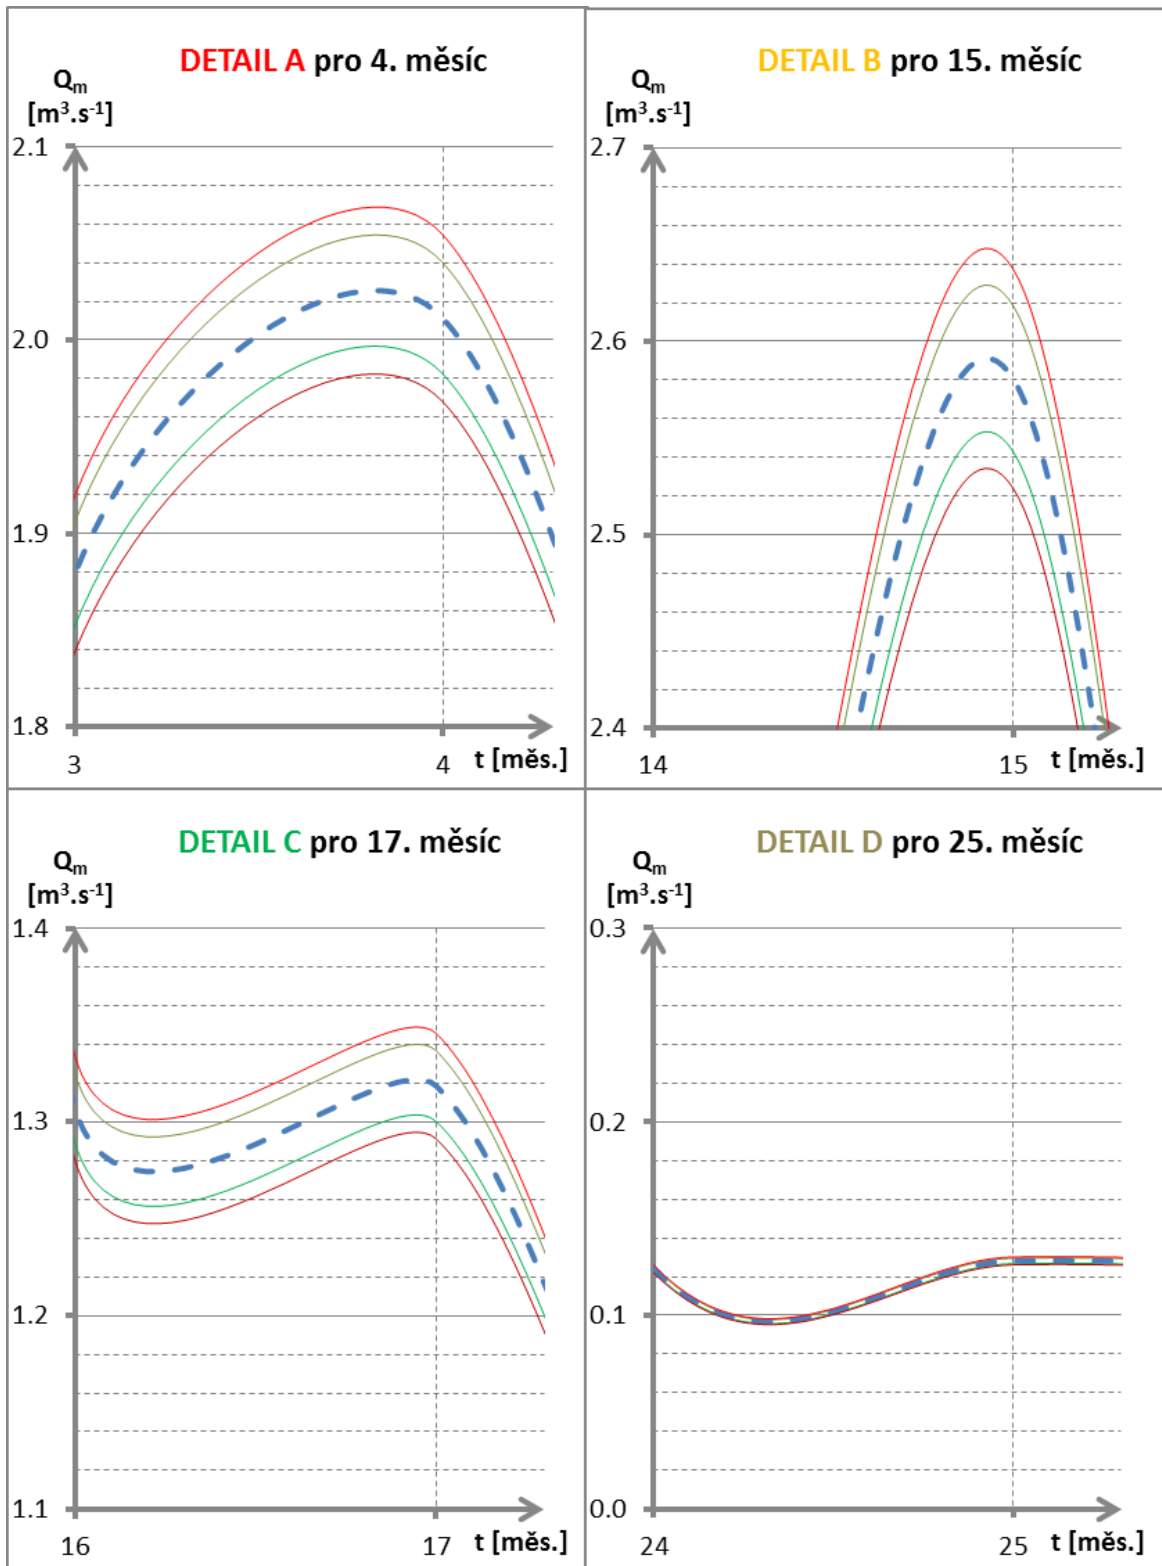 DETAIL A pro 4. měsíc
Qm
[m³.s⁻¹]
2.1
2.0
1.9
1.8
3
4
t [měs.]
DETAIL B pro 15. měsíc
Qm
[m³.s⁻¹]
2.7
2.6
2.5
2.4
14
15
t [měs.]
DETAIL C pro 17. měsíc
Qm
[m³.s⁻¹]
1.4
1.3
1.2
1.1
16
17
t [měs.]
DETAIL D pro 25. měsíc
Qm
[m³.s⁻¹]
0.3
0.2
0.1
0.0
24
25
t [měs.]